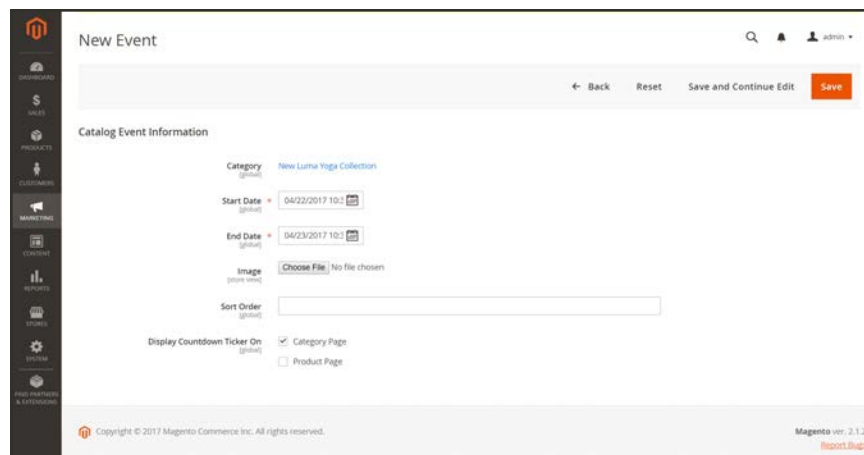 New Event
admin
DASHBOARD
SALES
PRODUCTS
CUSTOMERS
MARKETING
CONTENT
REPORTS
STORES
SYSTEM
FIND PARTNERS
& EXTENSIONS
← Back Reset Save and Continue Edit Save
Catalog Event Information
Category New Luma Yoga Collection
[global]
Start Date * 04/22/2017 10:
[global]
End Date * 04/23/2017 10:
[global]
Image Choose File No file chosen
[store view]
Sort Order
[global]
Display Countdown Ticker On Category Page
[global]
Product Page
Copyright © 2017 Magento Commerce Inc. All rights reserved.
Magento ver. 2.1.2
Report Bugs